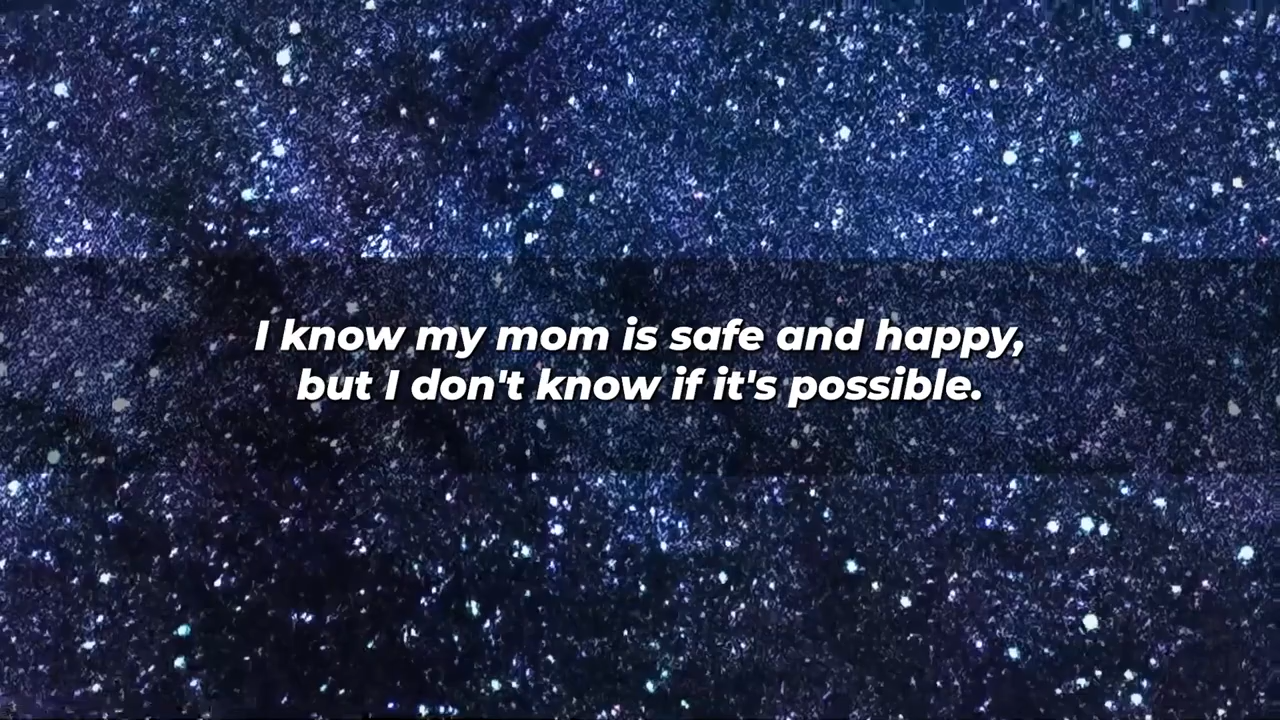 I know my mom is safe and happy,
but I don't know if it's possible.